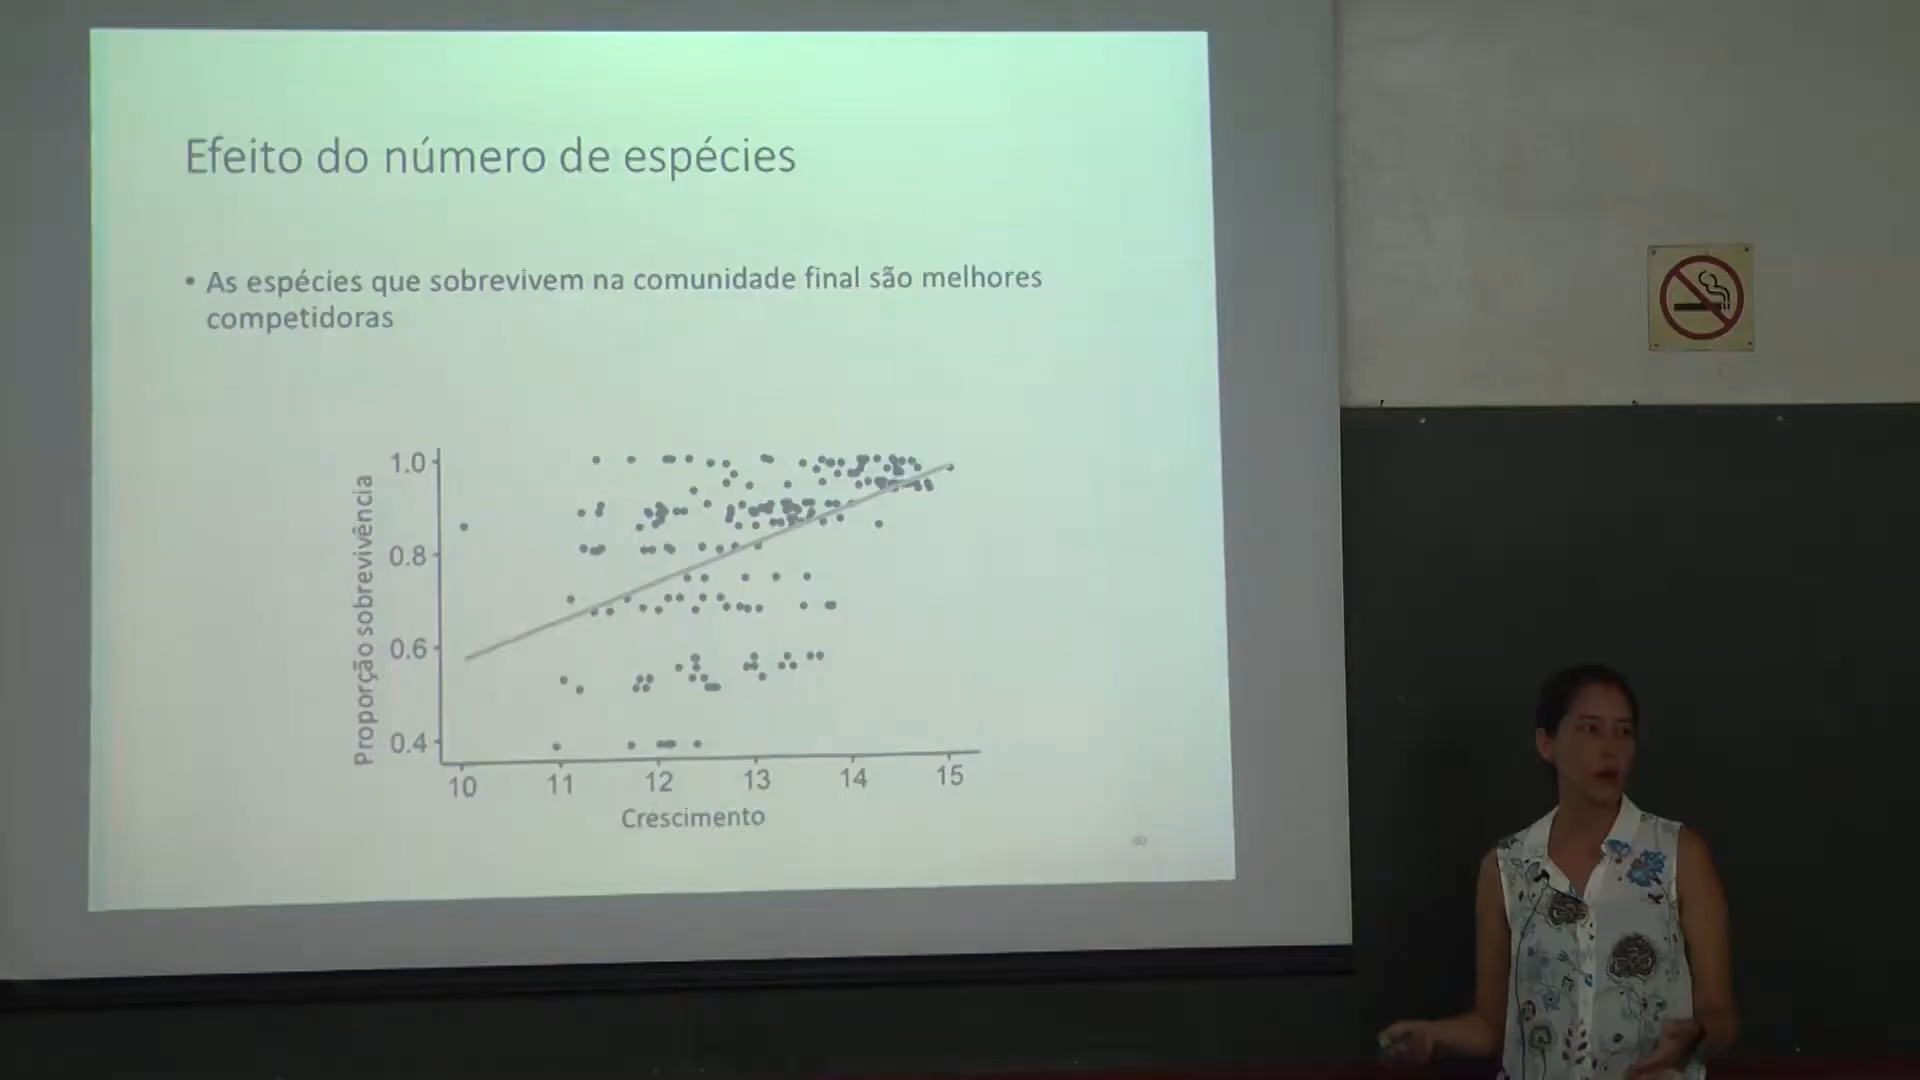 Efeito do número de espécies
• As espécies que sobrevivem na comunidade final são melhores
competidoras
Proporção sobrevivência
1.0
0.8
0.6
0.4
10 11 12 13 14 15
Crescimento